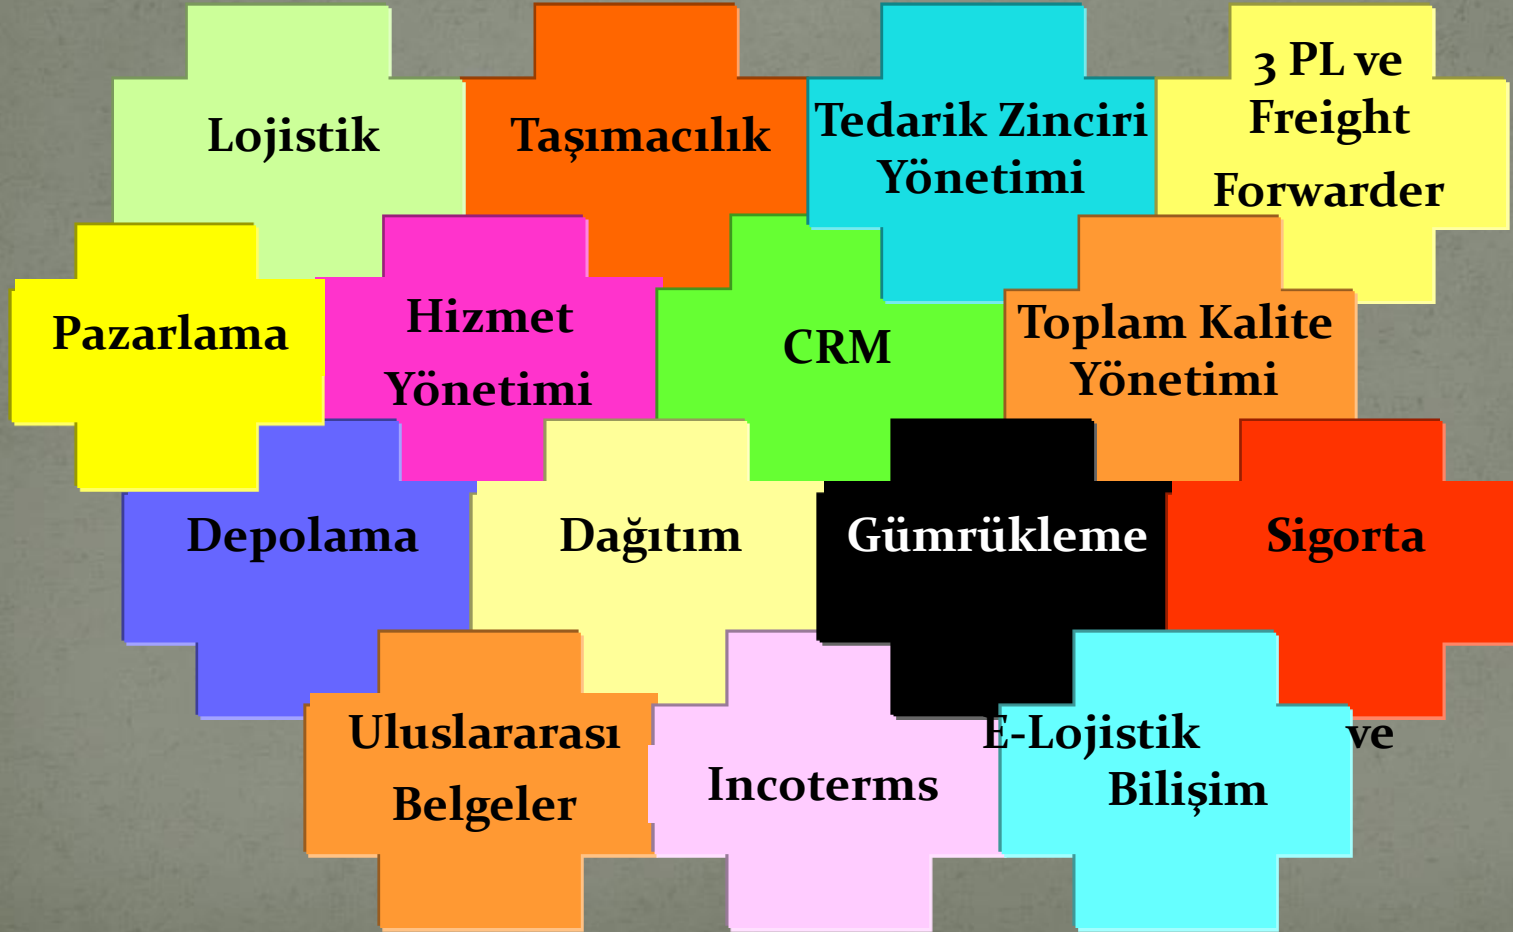 Lojistik
Taşımacılık
Tedarik Zinciri
Yönetimi
3 PL ve
Freight
Forwarder
Pazarlama
Hizmet
Yönetimi
CRM
Toplam Kalite
Yönetimi
Depolama
Dağıtım
Gümrükleme
Sigorta
Uluslararası
Belgeler
Incoterms
E-Lojistik ve
Bilişim